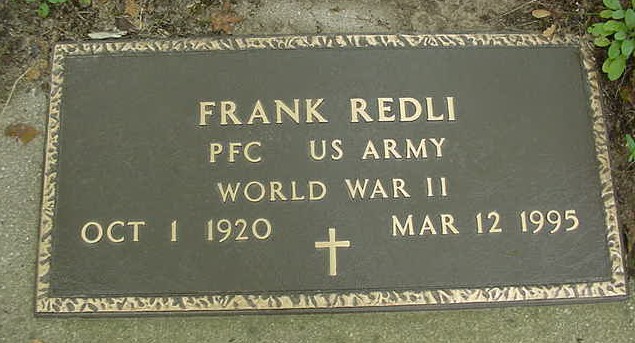 FRANK REDLI
PFC US ARMY
WORLD WAR II
OCT 1 1920 MAR 12 1995